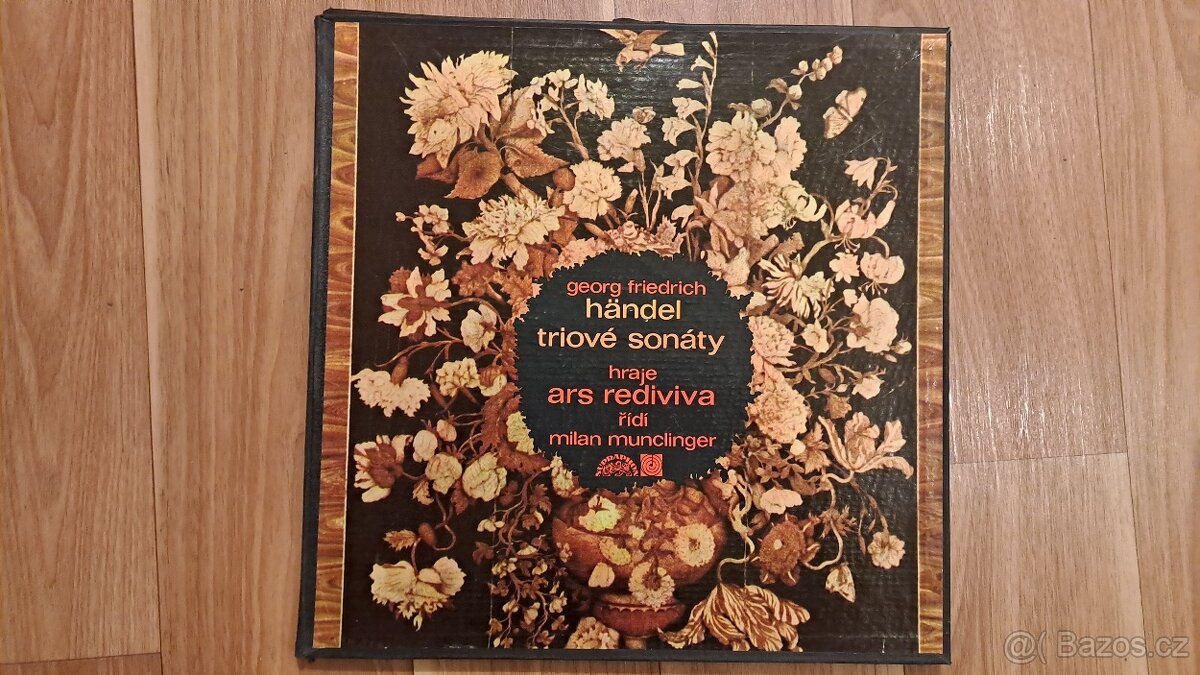 georg friedrich
händel
triové sonáty
hraje
ars rediviva
řídí
milan munclinger
SUPRAPHON
@( Bazos.cz